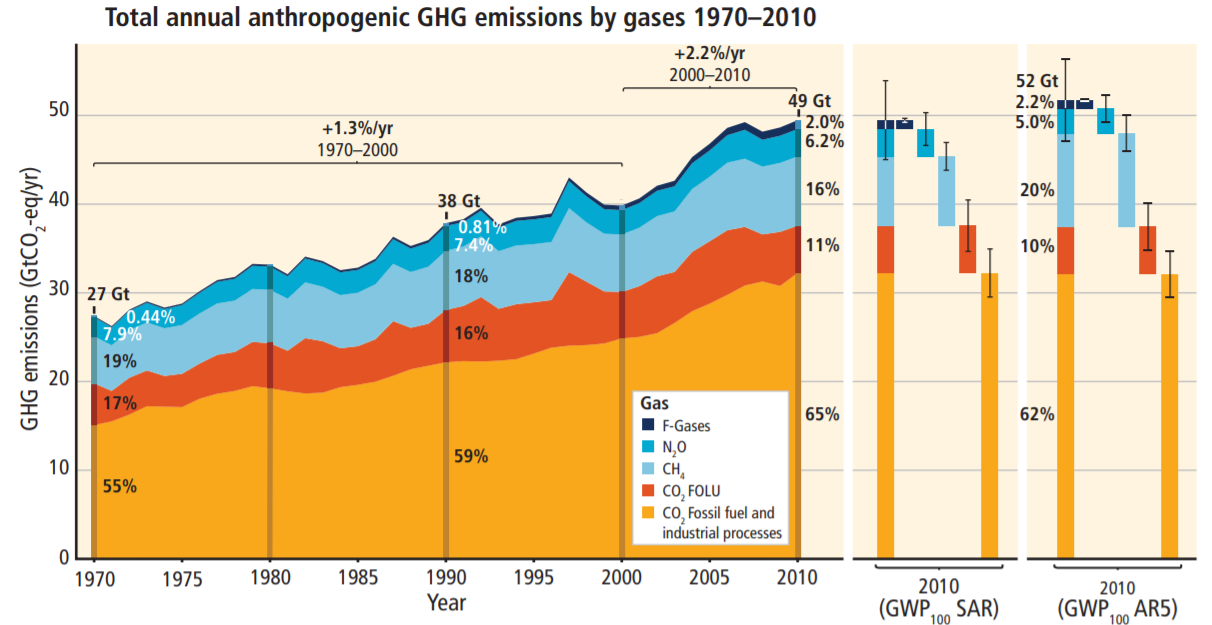 Total annual anthropogenic GHG emissions by gases 1970–2010
GHG emissions (GtCO2-eq/yr)
50
40
30
20
10
0
+1.3%/yr
1970–2000
+2.2%/yr
2000–2010
27 Gt
0.44%
7.9%
19%
17%
55%
38 Gt
0.81%
7.4%
18%
16%
59%
49 Gt
2.0%
6.2%
16%
11%
65%
Gas
F-Gases
N2O
CH4
CO2 FOLU
CO2 Fossil fuel and
industrial processes
1970 1975 1980 1985 1990 1995 2000 2005 2010
Year
2010
(GWP100 SAR)
52 Gt
2.2%
5.0%
20%
10%
62%
2010
(GWP100 AR5)